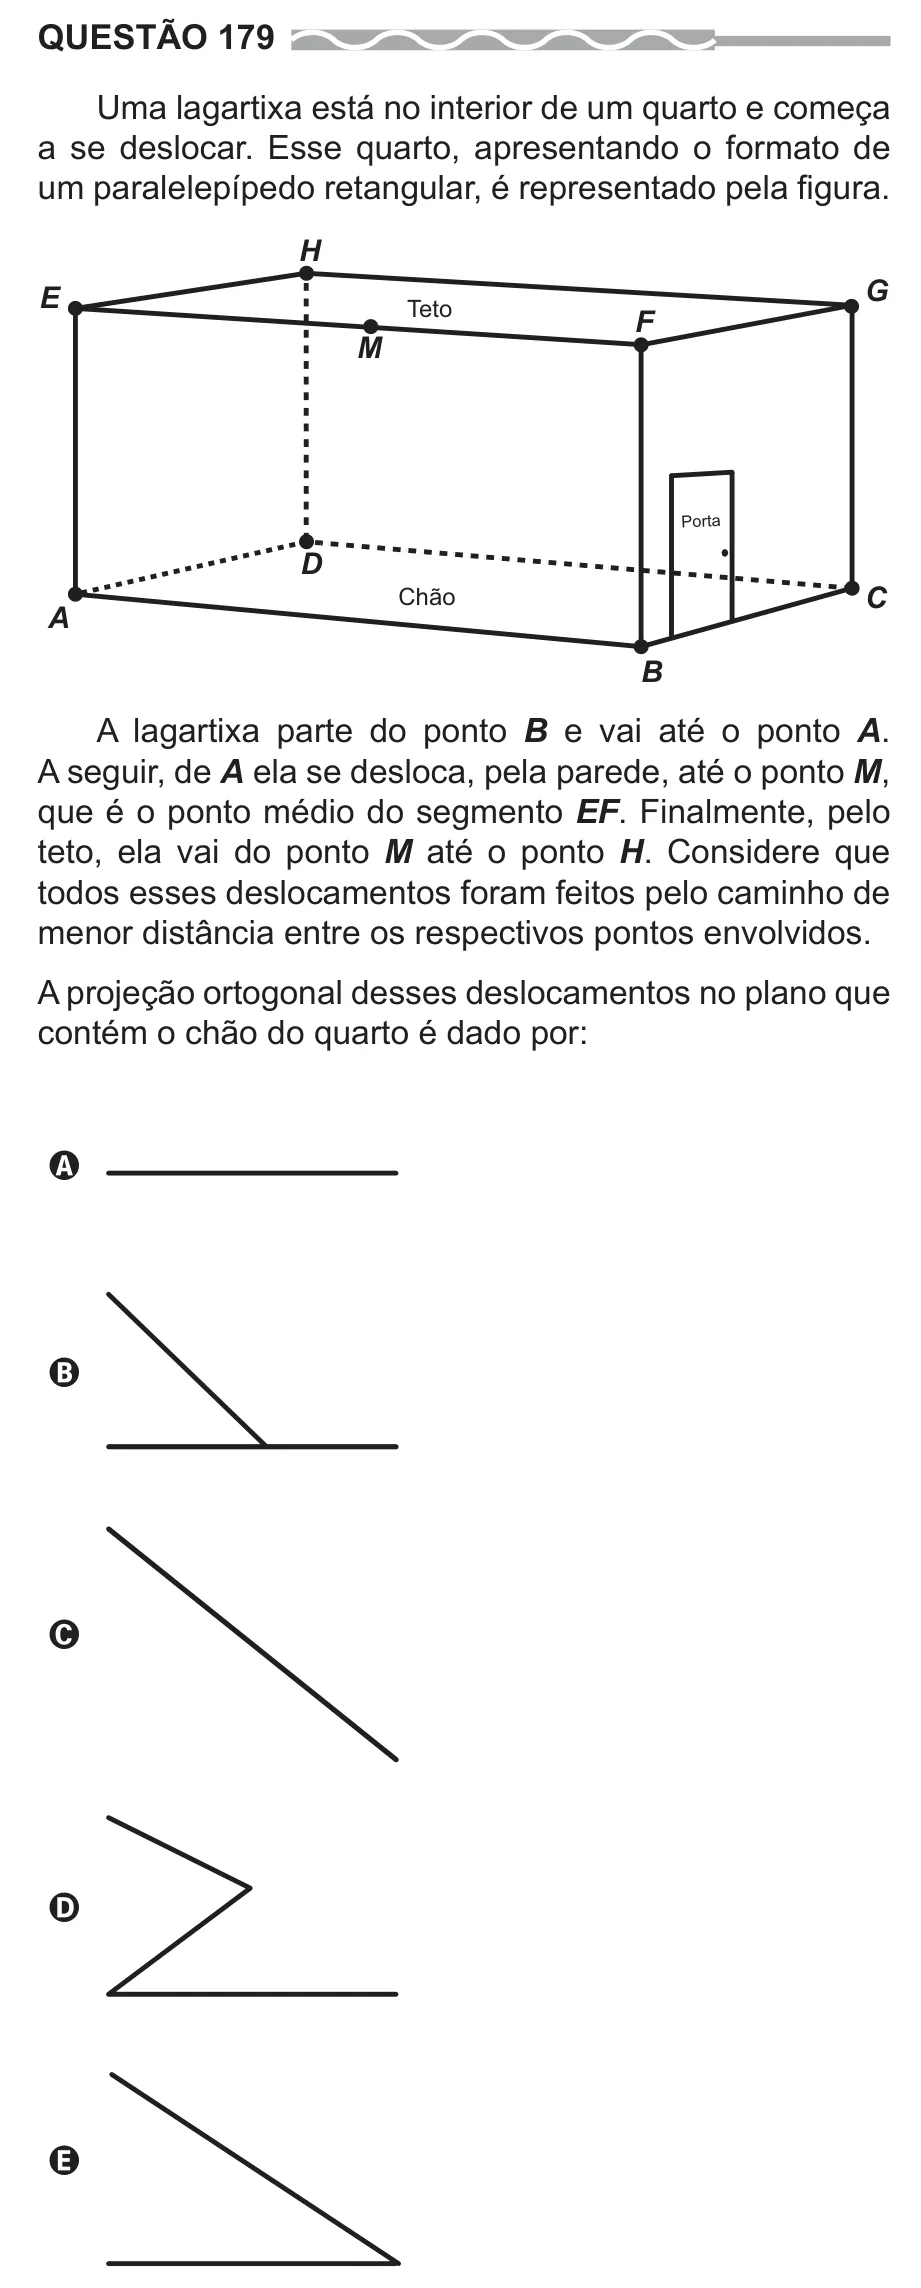 QUESTÃO 179
Uma lagartixa está no interior de um quarto e começa
a se deslocar. Esse quarto, apresentando o formato de
um paralelepípedo retangular, é representado pela figura.
H
E
G
Teto
F
M
Porta
D
Chão
C
A
B
A lagartixa parte do ponto B e vai até o ponto A.
A seguir, de A ela se desloca, pela parede, até o ponto M,
que é o ponto médio do segmento EF. Finalmente, pelo
teto, ela vai do ponto M até o ponto H. Considere que
todos esses deslocamentos foram feitos pelo caminho de
menor distância entre os respectivos pontos envolvidos.
A projeção ortogonal desses deslocamentos no plano que
contém o chão do quarto é dado por:
A
B
C
D
E